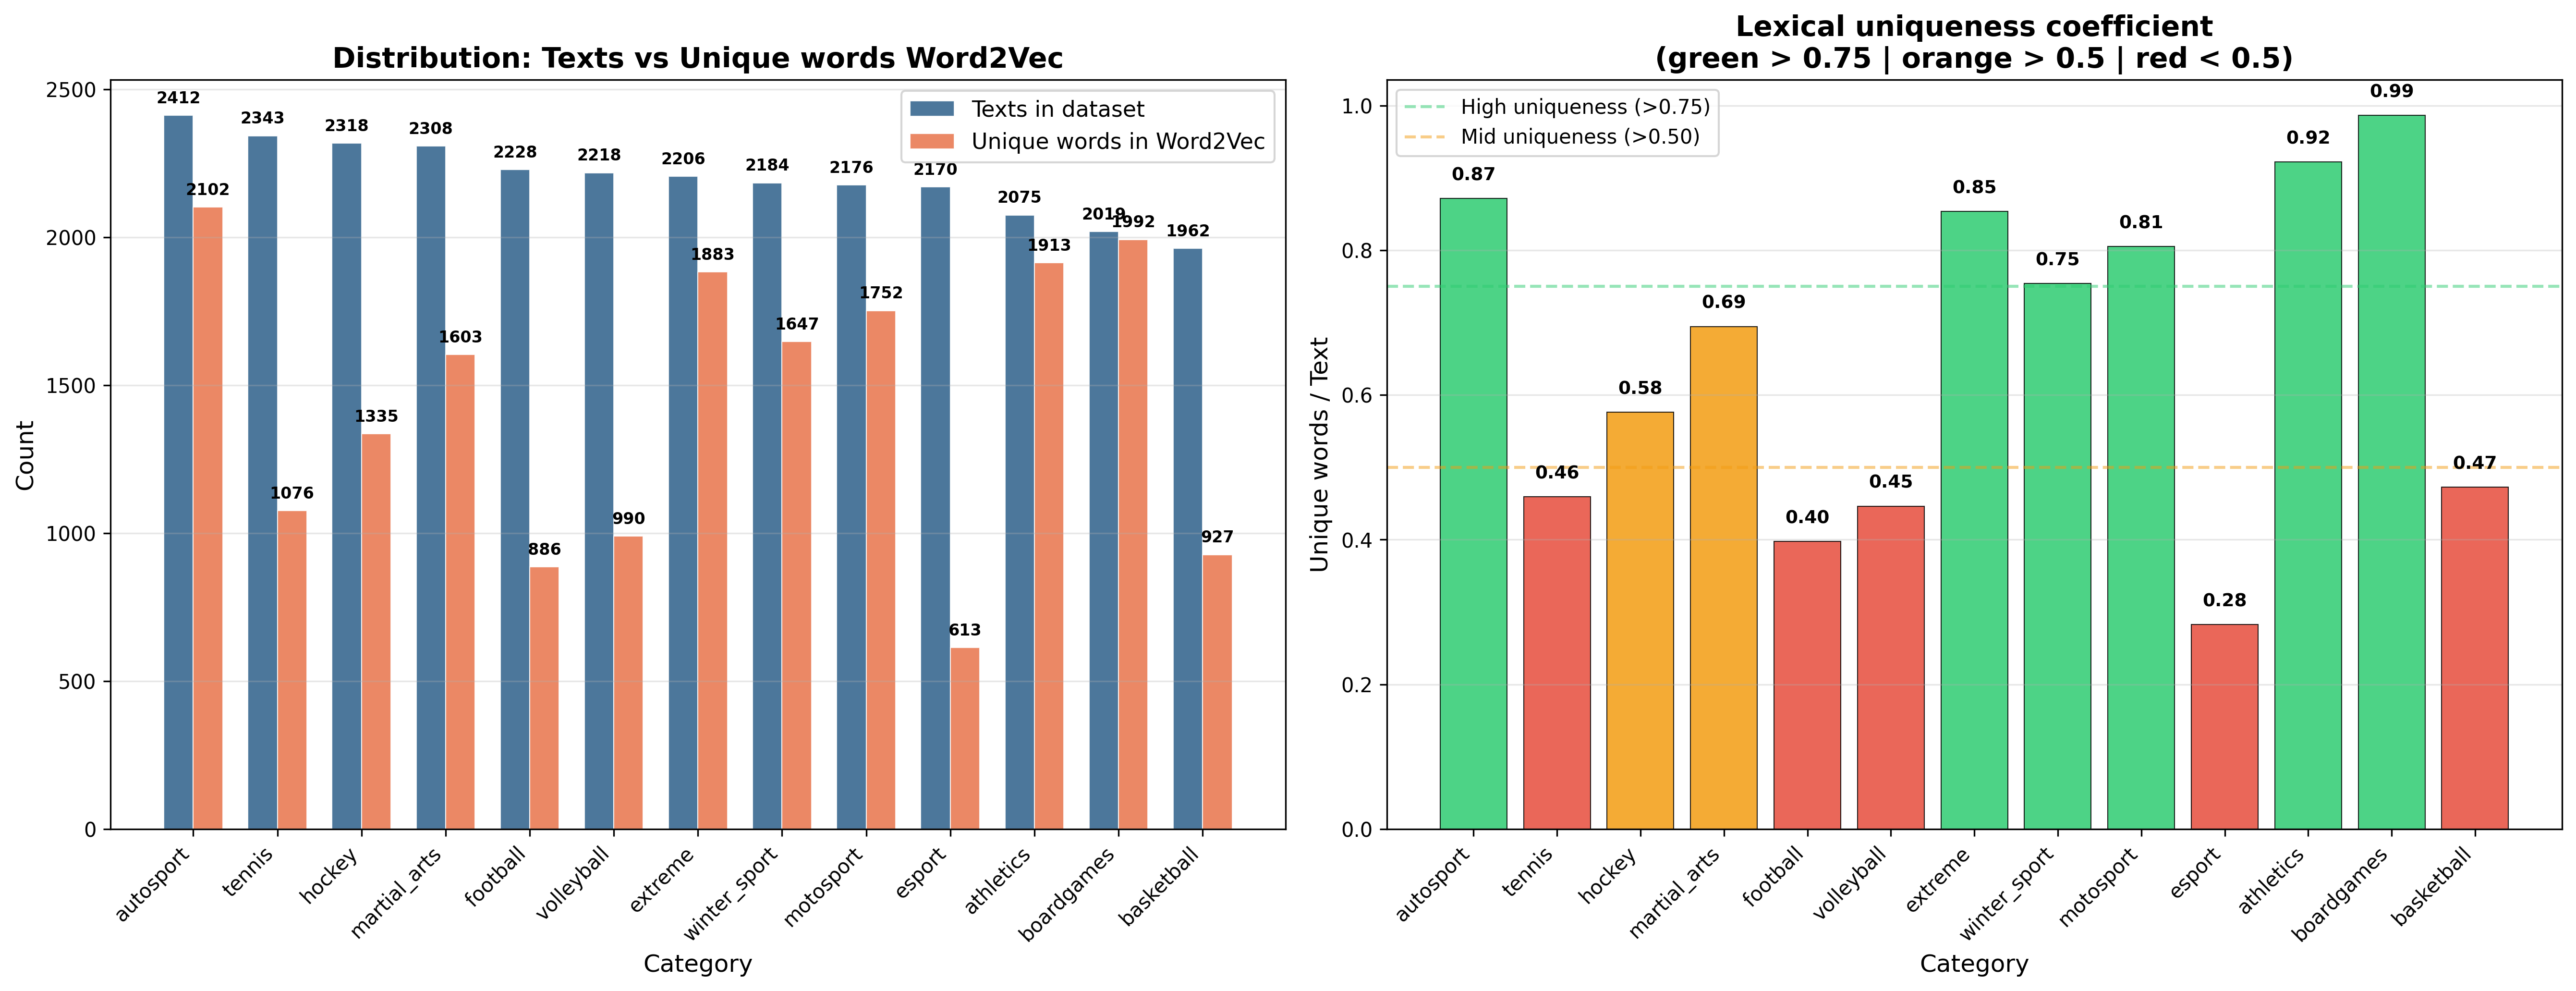 Distribution: Texts vs Unique words Word2Vec
Texts in dataset
Unique words in Word2Vec
Count
2500
2000
1500
1000
500
0
2412
2102
2343
1076
2318
1335
2308
1603
2228
886
2218
990
2206
1883
2184
1647
2176
1752
2170
613
2075
1913
2019
1992
1962
927
autosport
tennis
hockey
martial_arts
football
volleyball
extreme
winter_sport
motosport
esport
athletics
boardgames
basketball
Category
Lexical uniqueness coefficient
(green > 0.75 | orange > 0.5 | red < 0.5)
High uniqueness (>0.75)
Mid uniqueness (>0.50)
Unique words / Text
1.0
0.8
0.6
0.4
0.2
0.0
0.87
0.46
0.58
0.69
0.40
0.45
0.85
0.75
0.81
0.28
0.92
0.99
0.47
autosport
tennis
hockey
martial_arts
football
volleyball
extreme
winter_sport
motosport
esport
athletics
boardgames
basketball
Category